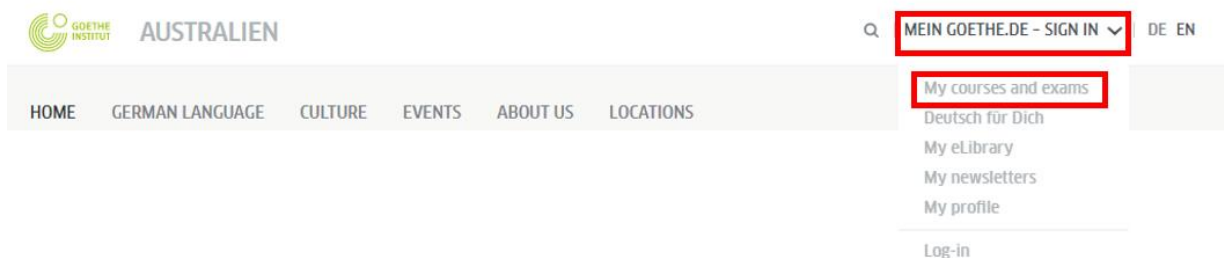 GOETHE
INSTITUT
AUSTRALIEN
MEIN GOETHE.DE - SIGN IN
DE EN
HOME GERMAN LANGUAGE CULTURE EVENTS ABOUT US LOCATIONS
My courses and exams
Deutsch für Dich
My eLibrary
My newsletters
My profile
Log-in